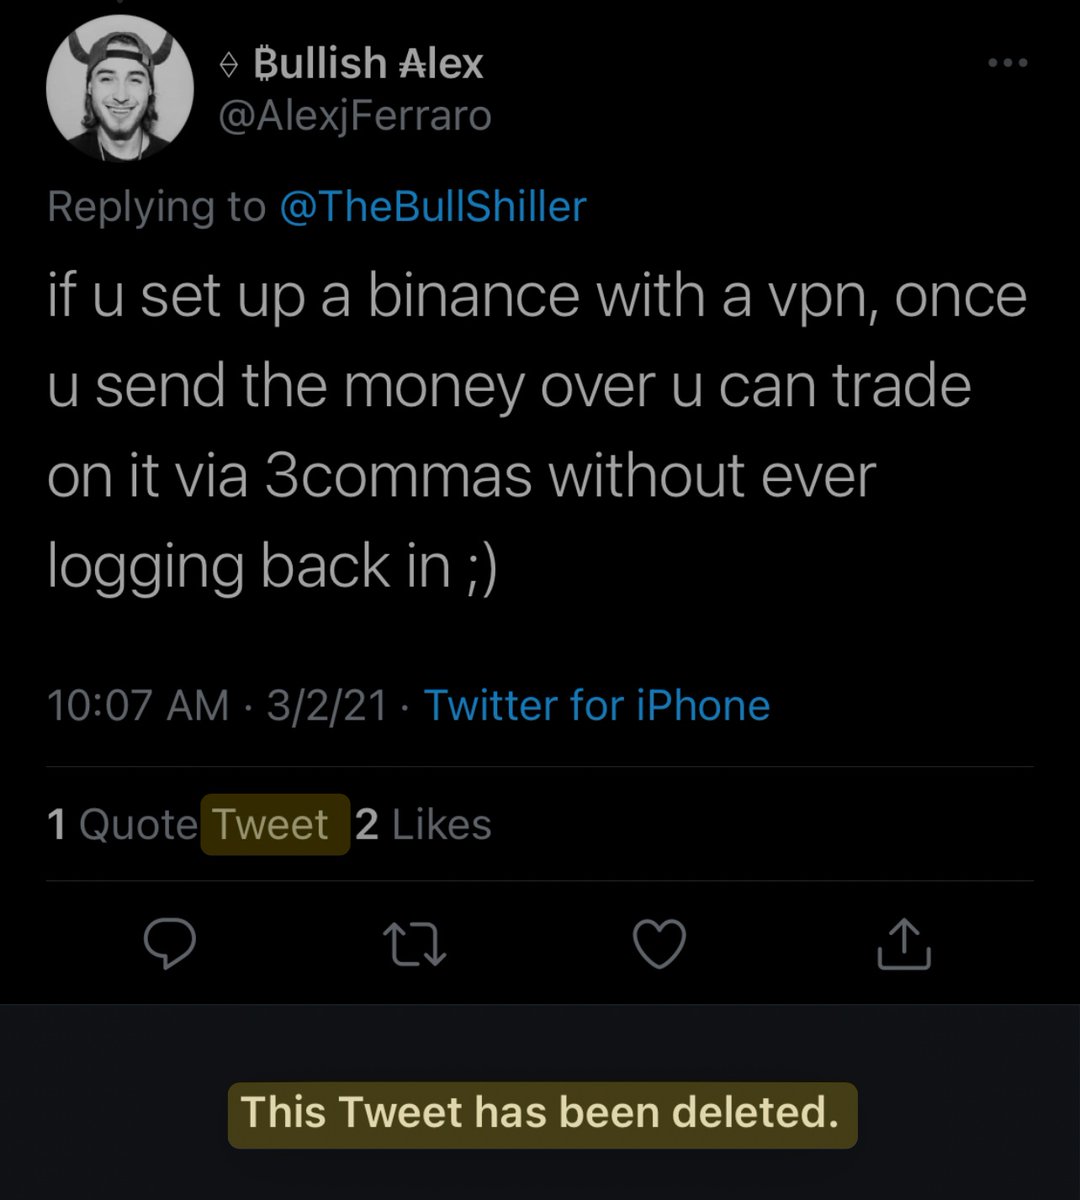 ₿ullish ₳lex
@AlexjFerraro
Replying to @TheBullShiller
if u set up a binance with a vpn, once
u send the money over u can trade
on it via 3commas without ever
logging back in ;)
10:07 AM · 3/2/21 · Twitter for iPhone
1 Quote Tweet 2 Likes
This Tweet has been deleted.